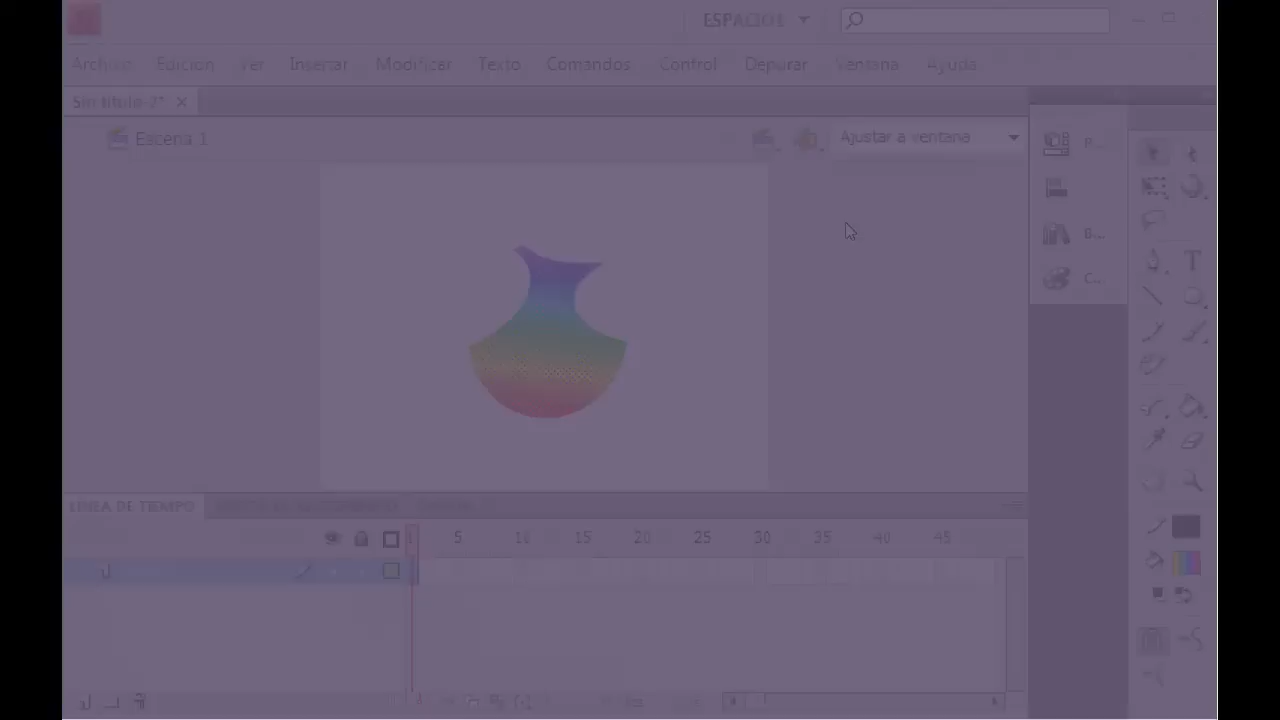 ESPACIOS
Archivo Edición Ver Insertar Modificar Texto Comandos Control Depurar Ventana Ayuda
Sin título-2*
Escena 1
Ajustar a ventana
P...
B...
C...
LÍNEA DE TIEMPO
1 5 10 15 20 25 30 35 40 45